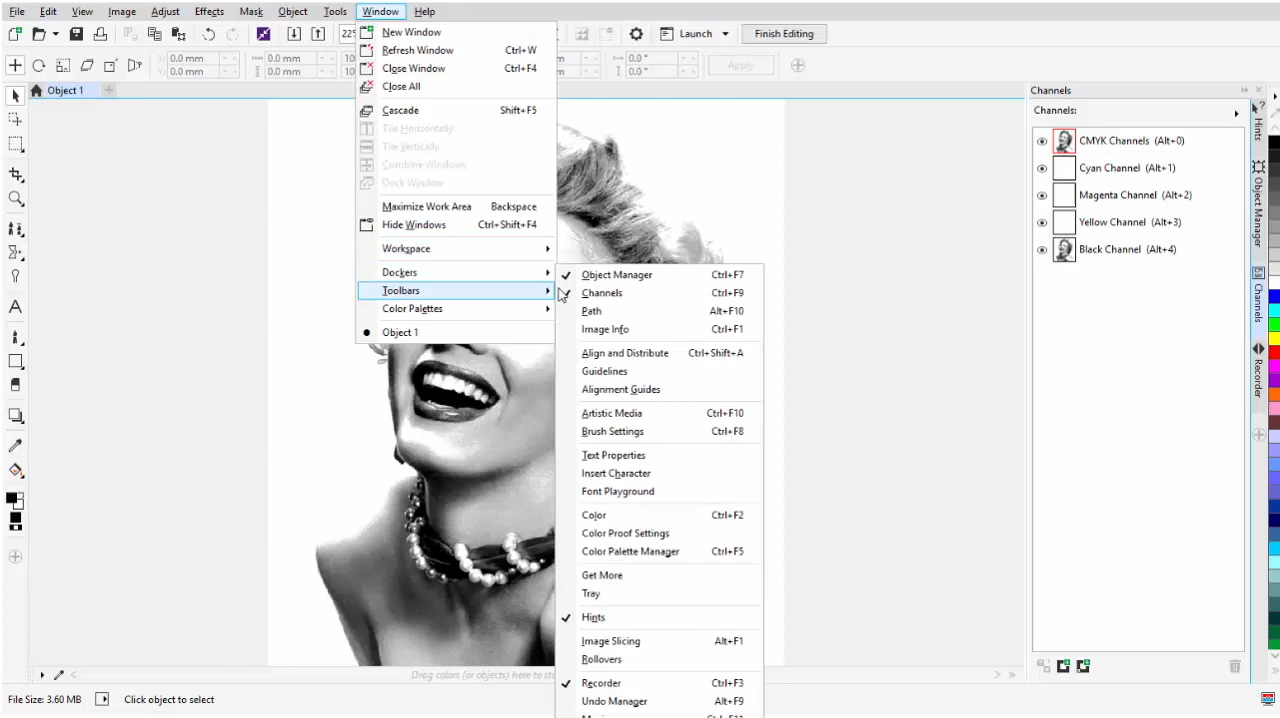 File Edit View Image Adjust Effects Mask Object Tools Window Help
Launch Finish Editing
X: 0.0 mm 0.0 mm 0.0 °
Y: 0.0 mm 0.0 mm 0.0 ° Apply
Object 1
New Window
Refresh Window Ctrl+W
Close Window Ctrl+F4
Close All
Cascade Shift+F5
Tile Horizontally
Tile Vertically
Combine Windows
Dock Window
Maximize Work Area Backspace
Hide Windows Ctrl+Shift+F4
Workspace
Dockers
Toolbars
Color Palettes
Object 1
Object Manager Ctrl+F7
Channels Ctrl+F9
Path Alt+F10
Image Info Ctrl+F1
Align and Distribute Ctrl+Shift+A
Guidelines
Alignment Guides
Artistic Media Ctrl+F10
Brush Settings Ctrl+F8
Text Properties
Insert Character
Font Playground
Color Ctrl+F2
Color Proof Settings
Color Palette Manager Ctrl+F5
Get More
Tray
Hints
Image Slicing Alt+F1
Rollovers
Recorder Ctrl+F3
Undo Manager Alt+F9
Channels
Channels:
CMYK Channels (Alt+0)
Cyan Channel (Alt+1)
Magenta Channel (Alt+2)
Yellow Channel (Alt+3)
Black Channel (Alt+4)
Hints
Object Manager
Channels
Recorder
Drag colors (or objects) here to
File Size: 3.60 MB Click object to select